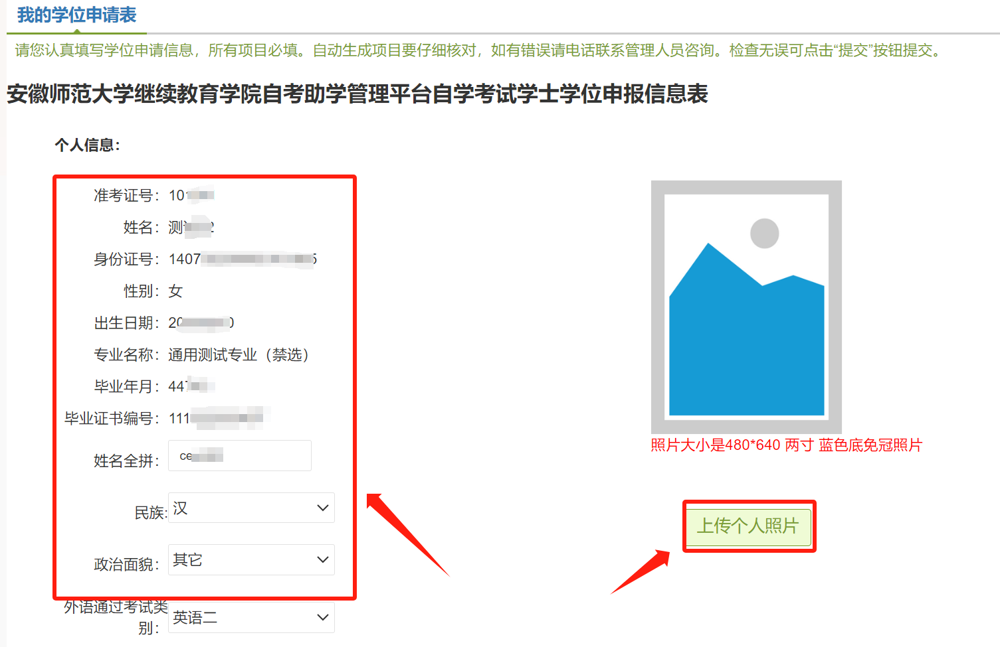 我的学位申请表
请您认真填写学位申请信息，所有项目必填。自动生成项目要仔细核对，如有错误请电话联系管理人员咨询。检查无误可点击“提交”按钮提交。
安徽师范大学继续教育学院自考助学管理平台自学考试学士学位申报信息表
个人信息：
准考证号：10
姓名：测
身份证号：1407 5
性别：女
出生日期：20 0
专业名称：通用测试专业（禁选）
毕业年月：44
毕业证书编号：111
姓名全拼：ce
民族:汉
政治面貌：其它
外语通过考试类
别：英语二
照片大小是480*640 两寸 蓝色底免冠照片
上传个人照片